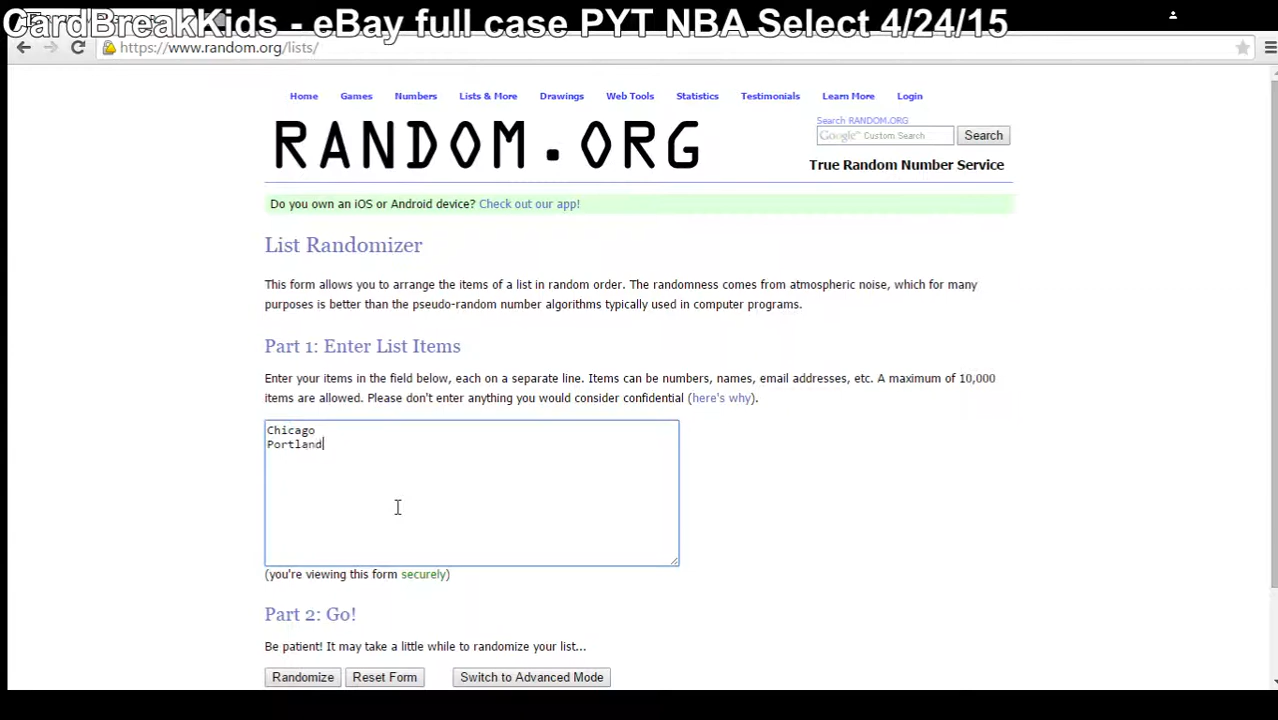 CardBreakKids - eBay full case PYT NBA Select 4/24/15
https://www.random.org/lists/
Home Games Numbers Lists & More Drawings Web Tools Statistics Testimonials Learn More Login
RANDOM.ORG
Search RANDOM.ORG
Google™ Custom Search Search
True Random Number Service
Do you own an iOS or Android device? Check out our app!
List Randomizer
This form allows you to arrange the items of a list in random order. The randomness comes from atmospheric noise, which for many
purposes is better than the pseudo-random number algorithms typically used in computer programs.
Part 1: Enter List Items
Enter your items in the field below, each on a separate line. Items can be numbers, names, email addresses, etc. A maximum of 10,000
items are allowed. Please don't enter anything you would consider confidential (here's why).
Chicago
Portland
(you're viewing this form securely)
Part 2: Go!
Be patient! It may take a little while to randomize your list...
Randomize Reset Form Switch to Advanced Mode